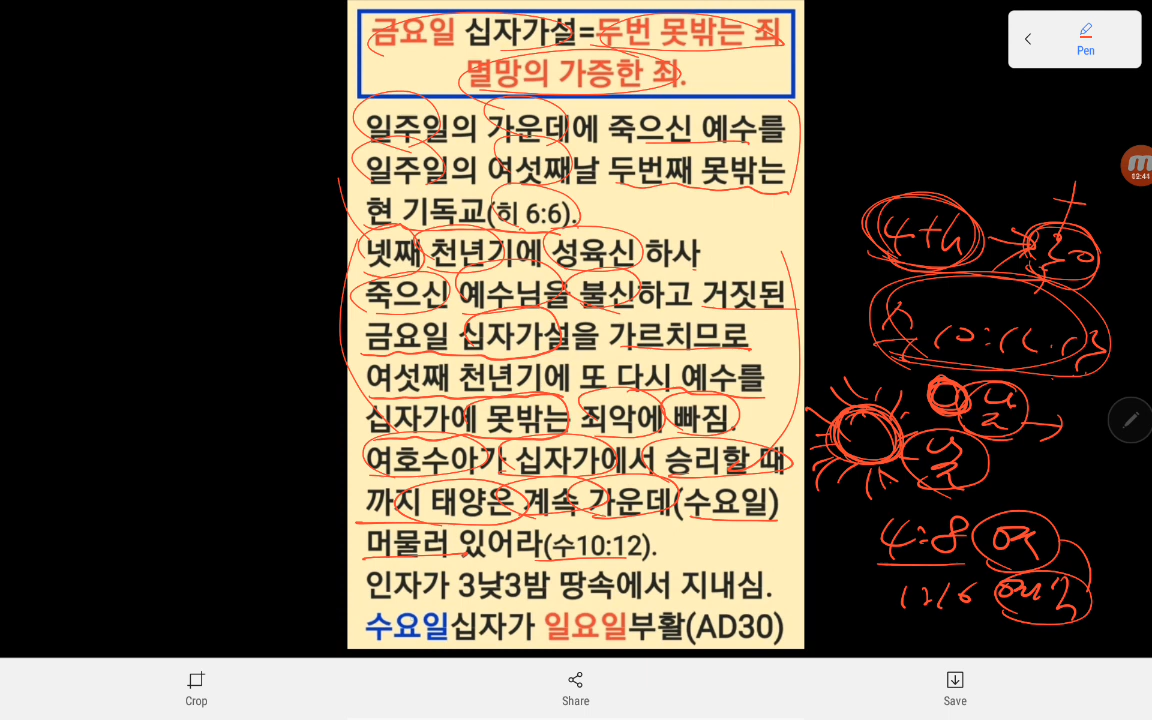 금요일 십자가설=두번 못밖는 죄
멸망의 가증한 죄.
일주일의 가운데에 죽으신 예수를
일주일의 여섯째날 두번째 못밖는
현 기독교(히 6:6).
넷째 천년기에 성육신 하사
죽으신 예수님을 불신하고 거짓된
금요일 십자가설을 가르치므로
여섯째 천년기에 또 다시 예수를
십자가에 못밖는 죄악에 빠짐.
여호수아가 십자가에서 승리할 때
까지 태양은 계속 가운데(수요일)
머물러 있어라(수10:12).
인자가 3낮3밤 땅속에서 지내심.
수요일십자가 일요일부활(AD30)
Pen
02:41
4th
4:8
Crop
Share
Save